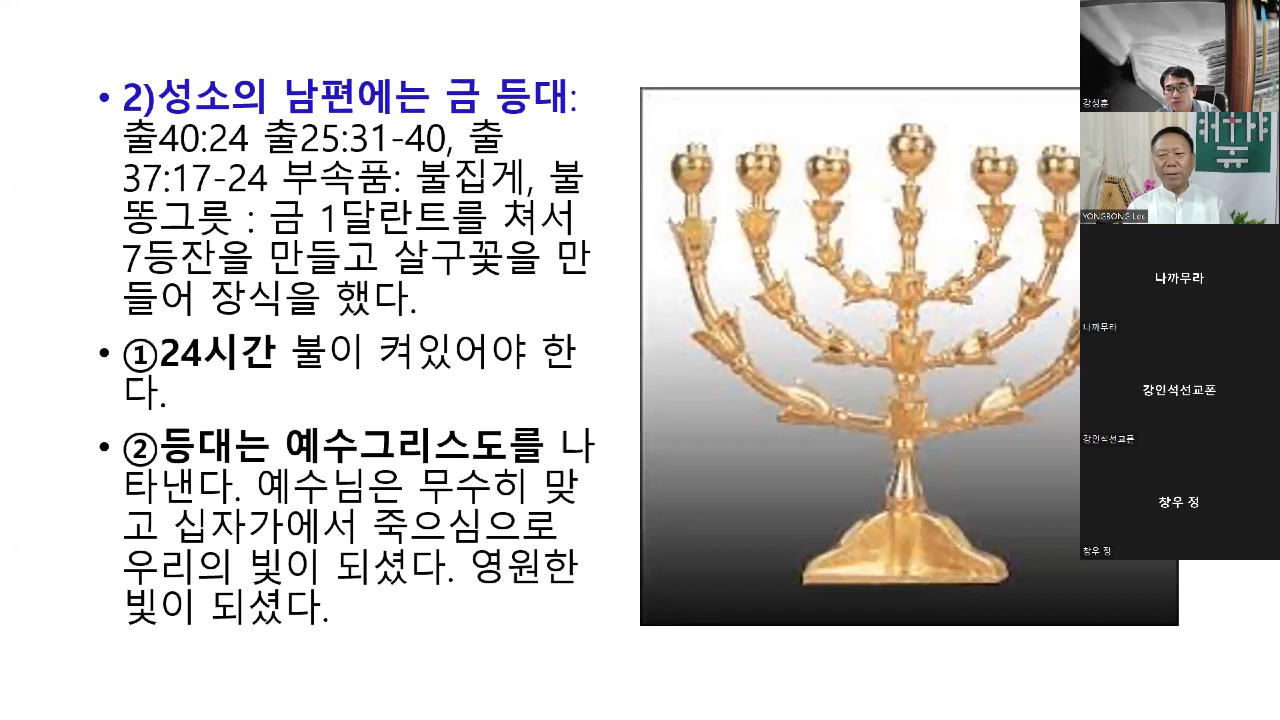 • 2)성소의 남편에는 금 등대:
출40:24 출25:31-40, 출
37:17-24 부속품: 불집게, 불
똥그릇 : 금 1달란트를 쳐서
7등잔을 만들고 살구꽃을 만
들어 장식을 했다.
• ①24시간 불이 켜있어야 한
다.
• ②등대는 예수그리스도를 나
타낸다. 예수님은 무수히 맞
고 십자가에서 죽으심으로
우리의 빛이 되셨다. 영원한
빛이 되셨다.
강성훈
YONGBONG Lee
나까무라
나까무라
강인석선교폰
강인석선교폰
창우 정
창우 정